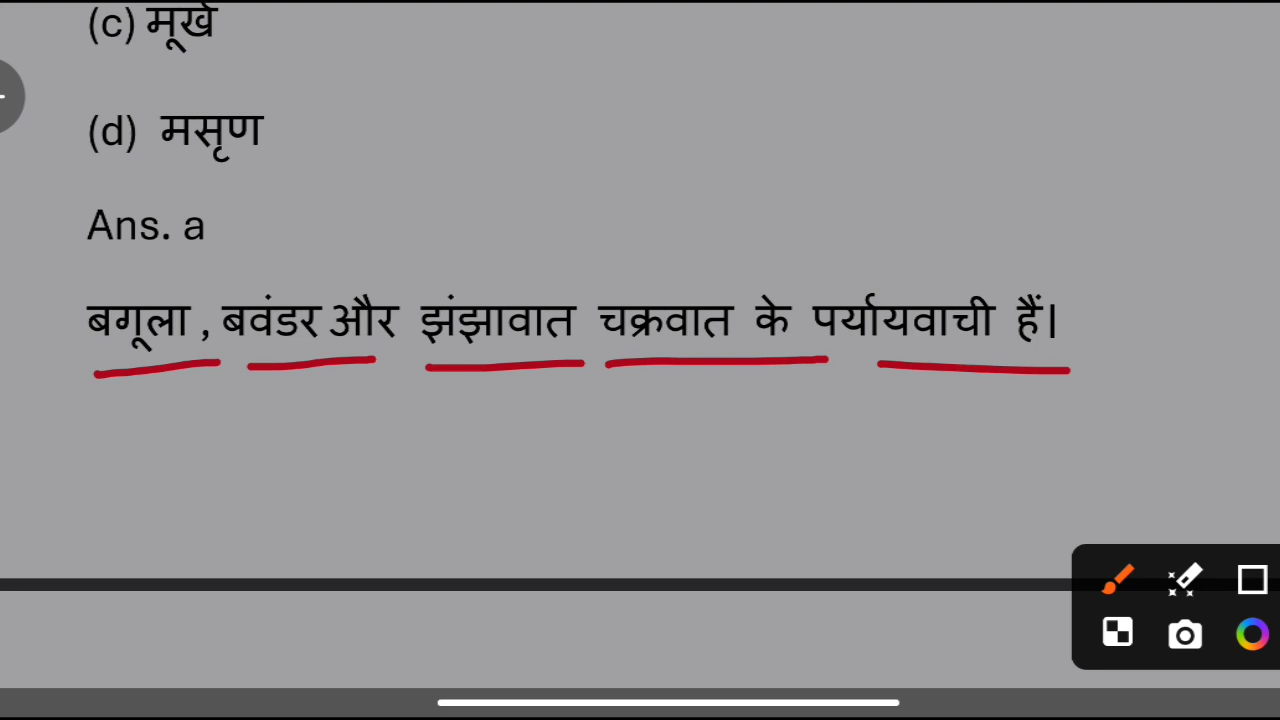 (c) मूर्ख
(d) मसृण
Ans. a
बगूला , बवंडर और झंझावात चक्रवात के पर्यायवाची हैं।